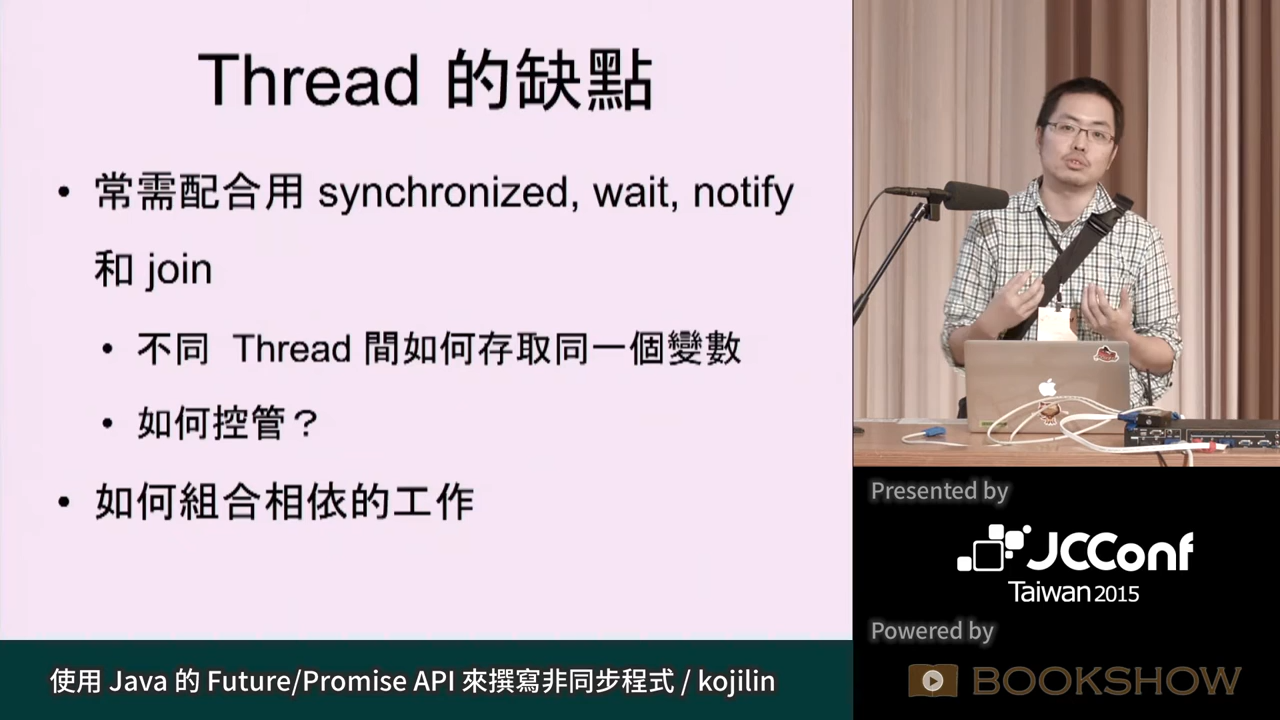 Thread 的缺點
• 常需配合用 synchronized, wait, notify
和 join
• 不同 Thread 間如何存取同一個變數
• 如何控管？
• 如何組合相依的工作
Presented by
JCConf
Taiwan 2015
Powered by
BOOKSHOW
使用 Java 的 Future/Promise API 來撰寫非同步程式 / kojilin